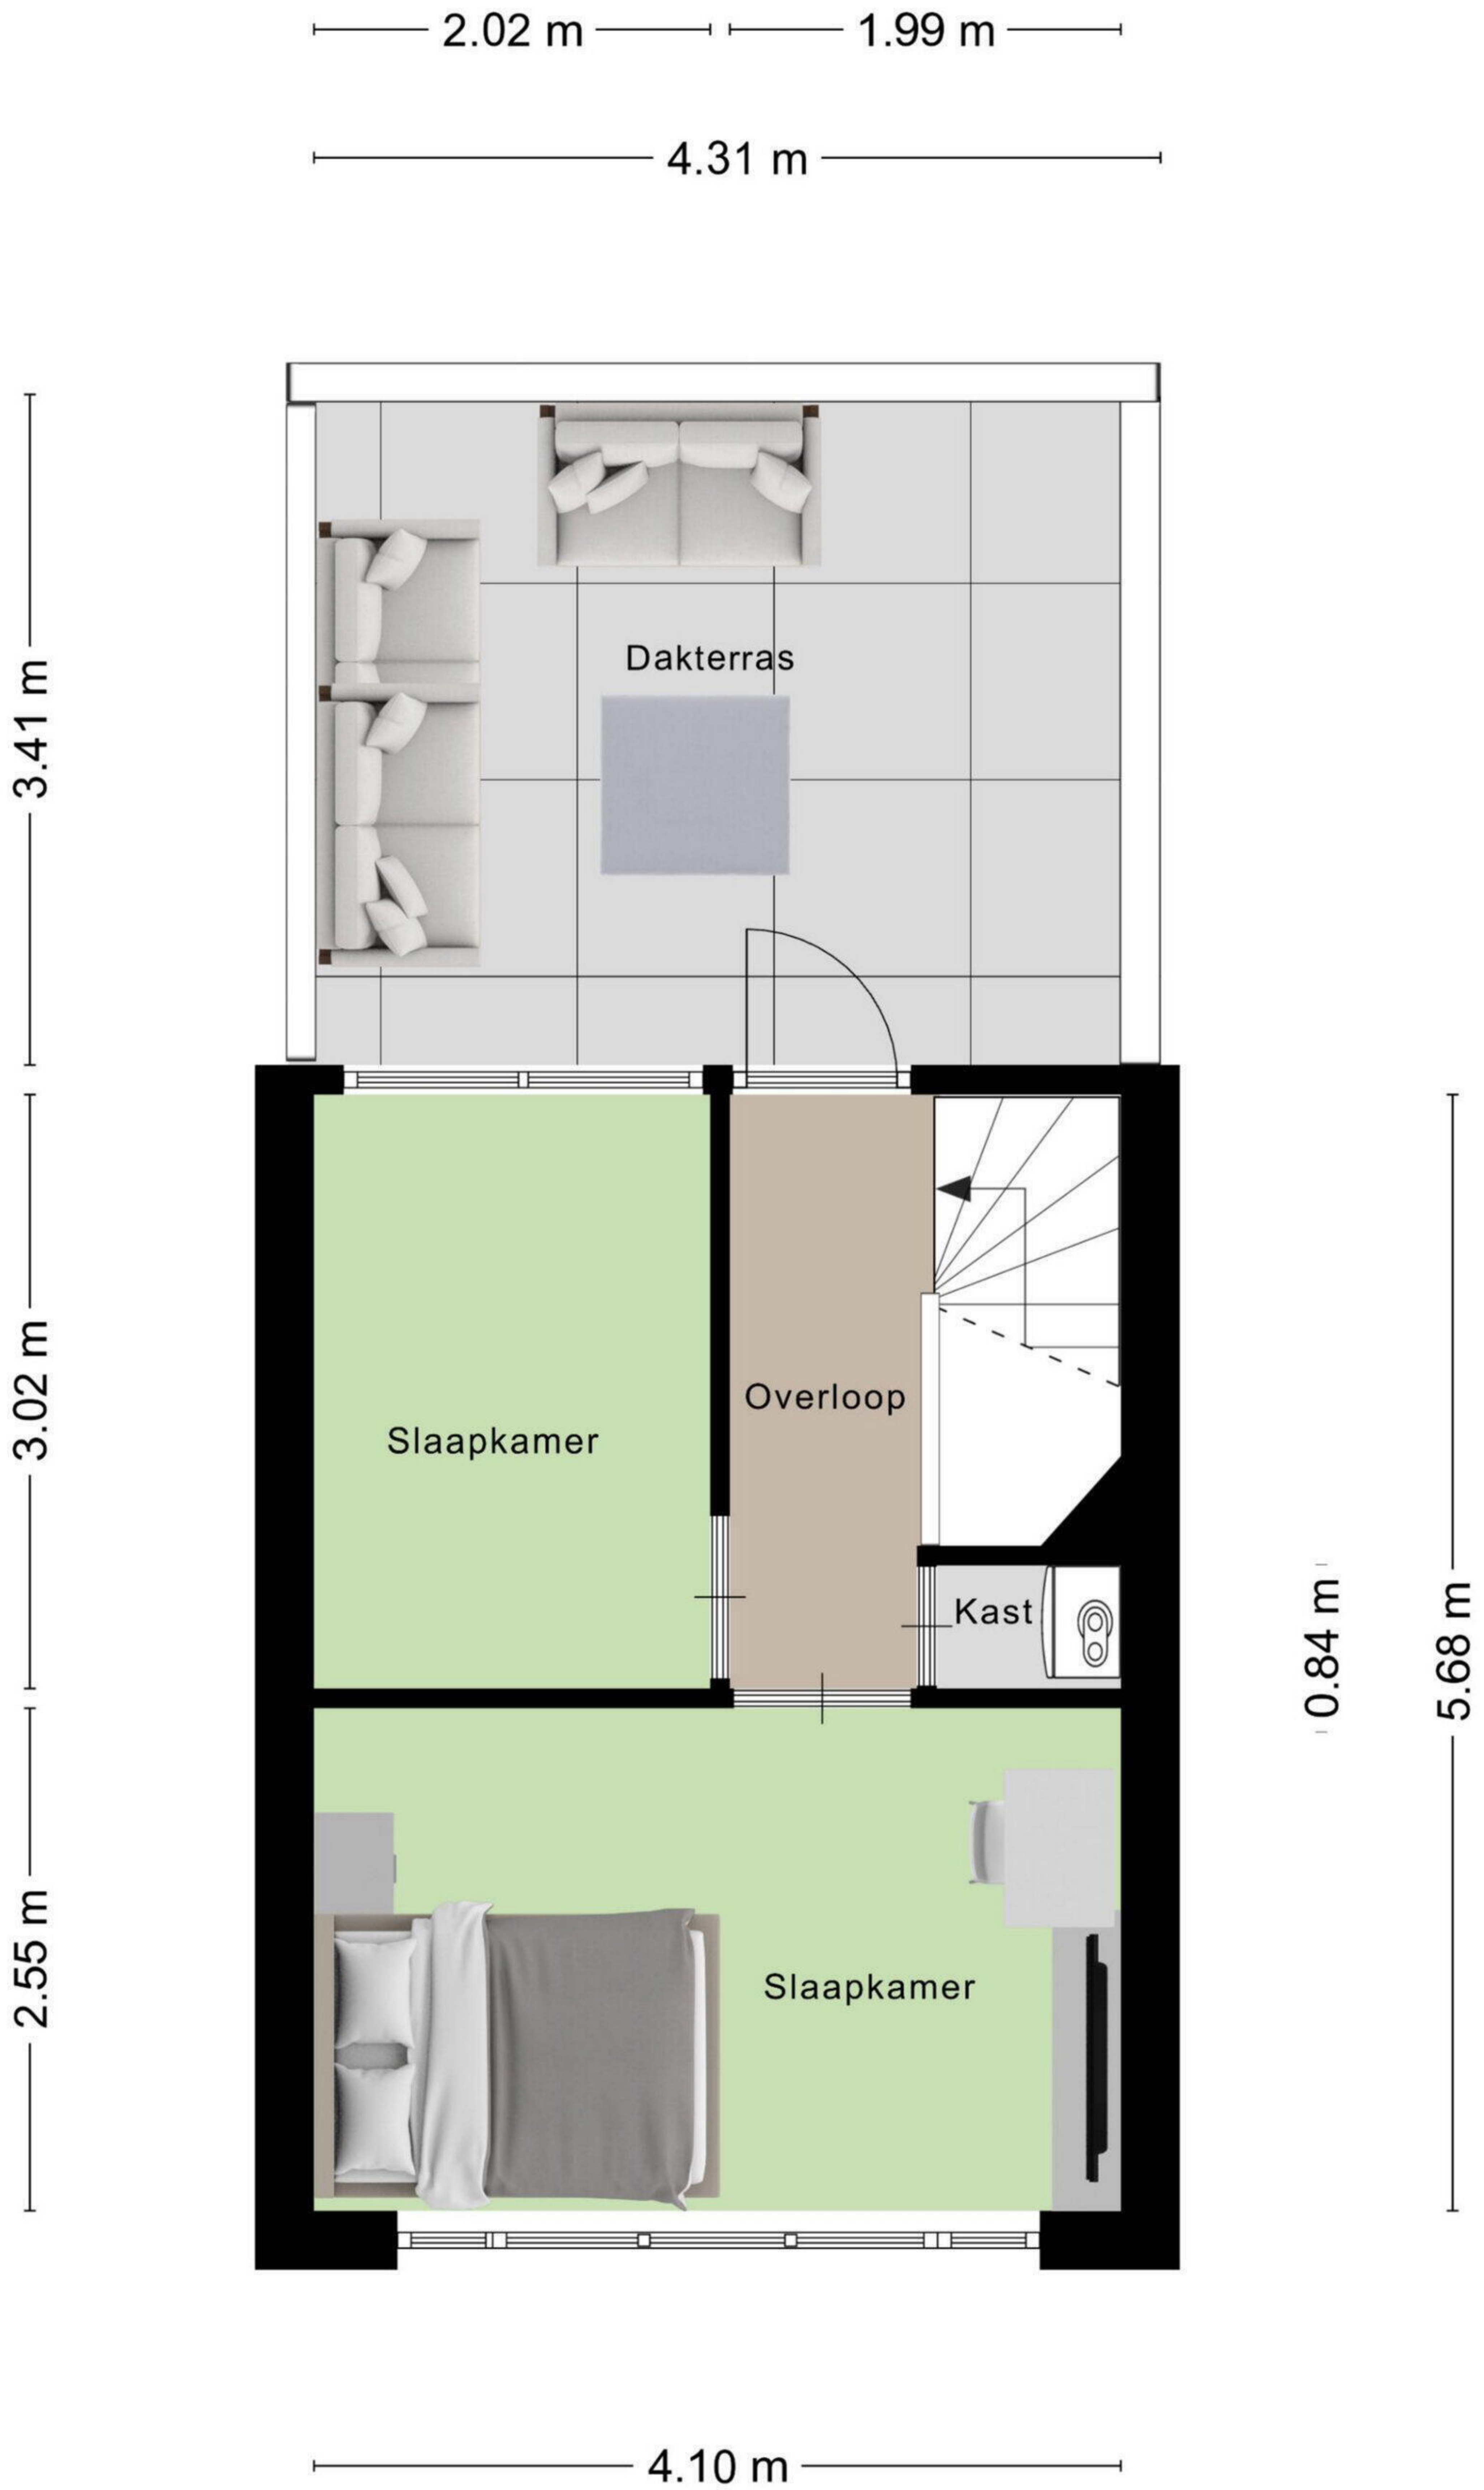 2.02 m
1.99 m
4.31 m
3.41 m
Dakterras
3.02 m
Overloop
Slaapkamer
Kast
0.84 m
5.68 m
2.55 m
Slaapkamer
4.10 m